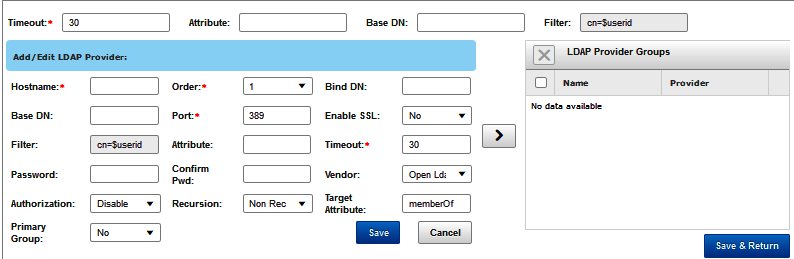 Timeout:* 30 Attribute: Base DN: Filter: cn=$userid
Add/Edit LDAP Provider:
LDAP Provider Groups
Name Provider
No data available
Hostname:* Order:* 1 Bind DN:
Base DN: Port:* 389 Enable SSL: No
Filter: cn=$userid Attribute: Timeout:* 30
Password: Confirm Pwd: Vendor: Open Lda
Authorization: Disable Recursion: Non Rec Target Attribute: memberOf
Primary Group: No
Save Cancel
Save & Return